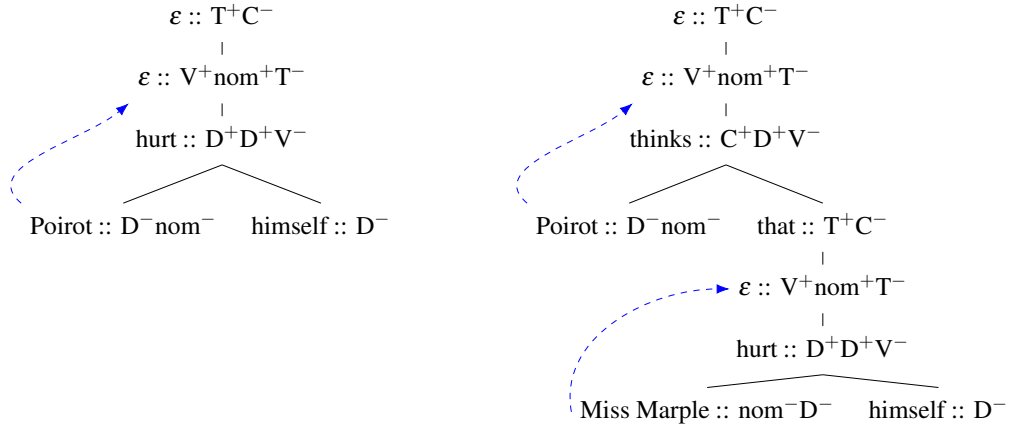 ε :: T⁺C⁻ ε :: T⁺C⁻
ε :: V⁺nom⁺T⁻ ε :: V⁺nom⁺T⁻
hurt :: D⁺D⁺V⁻ thinks :: C⁺D⁺V⁻
Poirot :: D⁻nom⁻ himself :: D⁻ Poirot :: D⁻nom⁻ that :: T⁺C⁻
ε :: V⁺nom⁺T⁻
hurt :: D⁺D⁺V⁻
Miss Marple :: nom⁻D⁻ himself :: D⁻